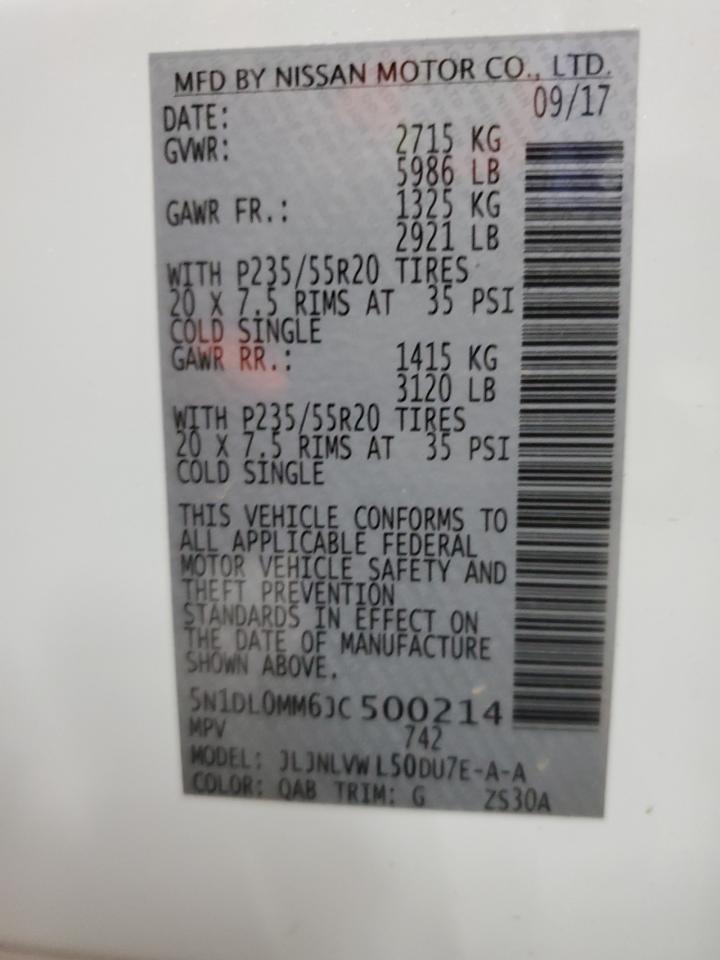 MFD BY NISSAN MOTOR CO., LTD.
DATE: 09/17
GVWR: 2715 KG
5986 LB
GAWR FR.: 1325 KG
2921 LB
WITH P235/55R20 TIRES
20 X 7.5 RIMS AT 35 PSI
COLD SINGLE
GAWR RR.: 1415 KG
3120 LB
WITH P235/55R20 TIRES
20 X 7.5 RIMS AT 35 PSI
COLD SINGLE
THIS VEHICLE CONFORMS TO
ALL APPLICABLE FEDERAL
MOTOR VEHICLE SAFETY AND
THEFT PREVENTION
STANDARDS IN EFFECT ON
THE DATE OF MANUFACTURE
SHOWN ABOVE.
5N1DL0MM6JC 500214
MPV 742
MODEL: JLJNLVW L50DU7E-A-A
COLOR: QAB TRIM: G ZS30A